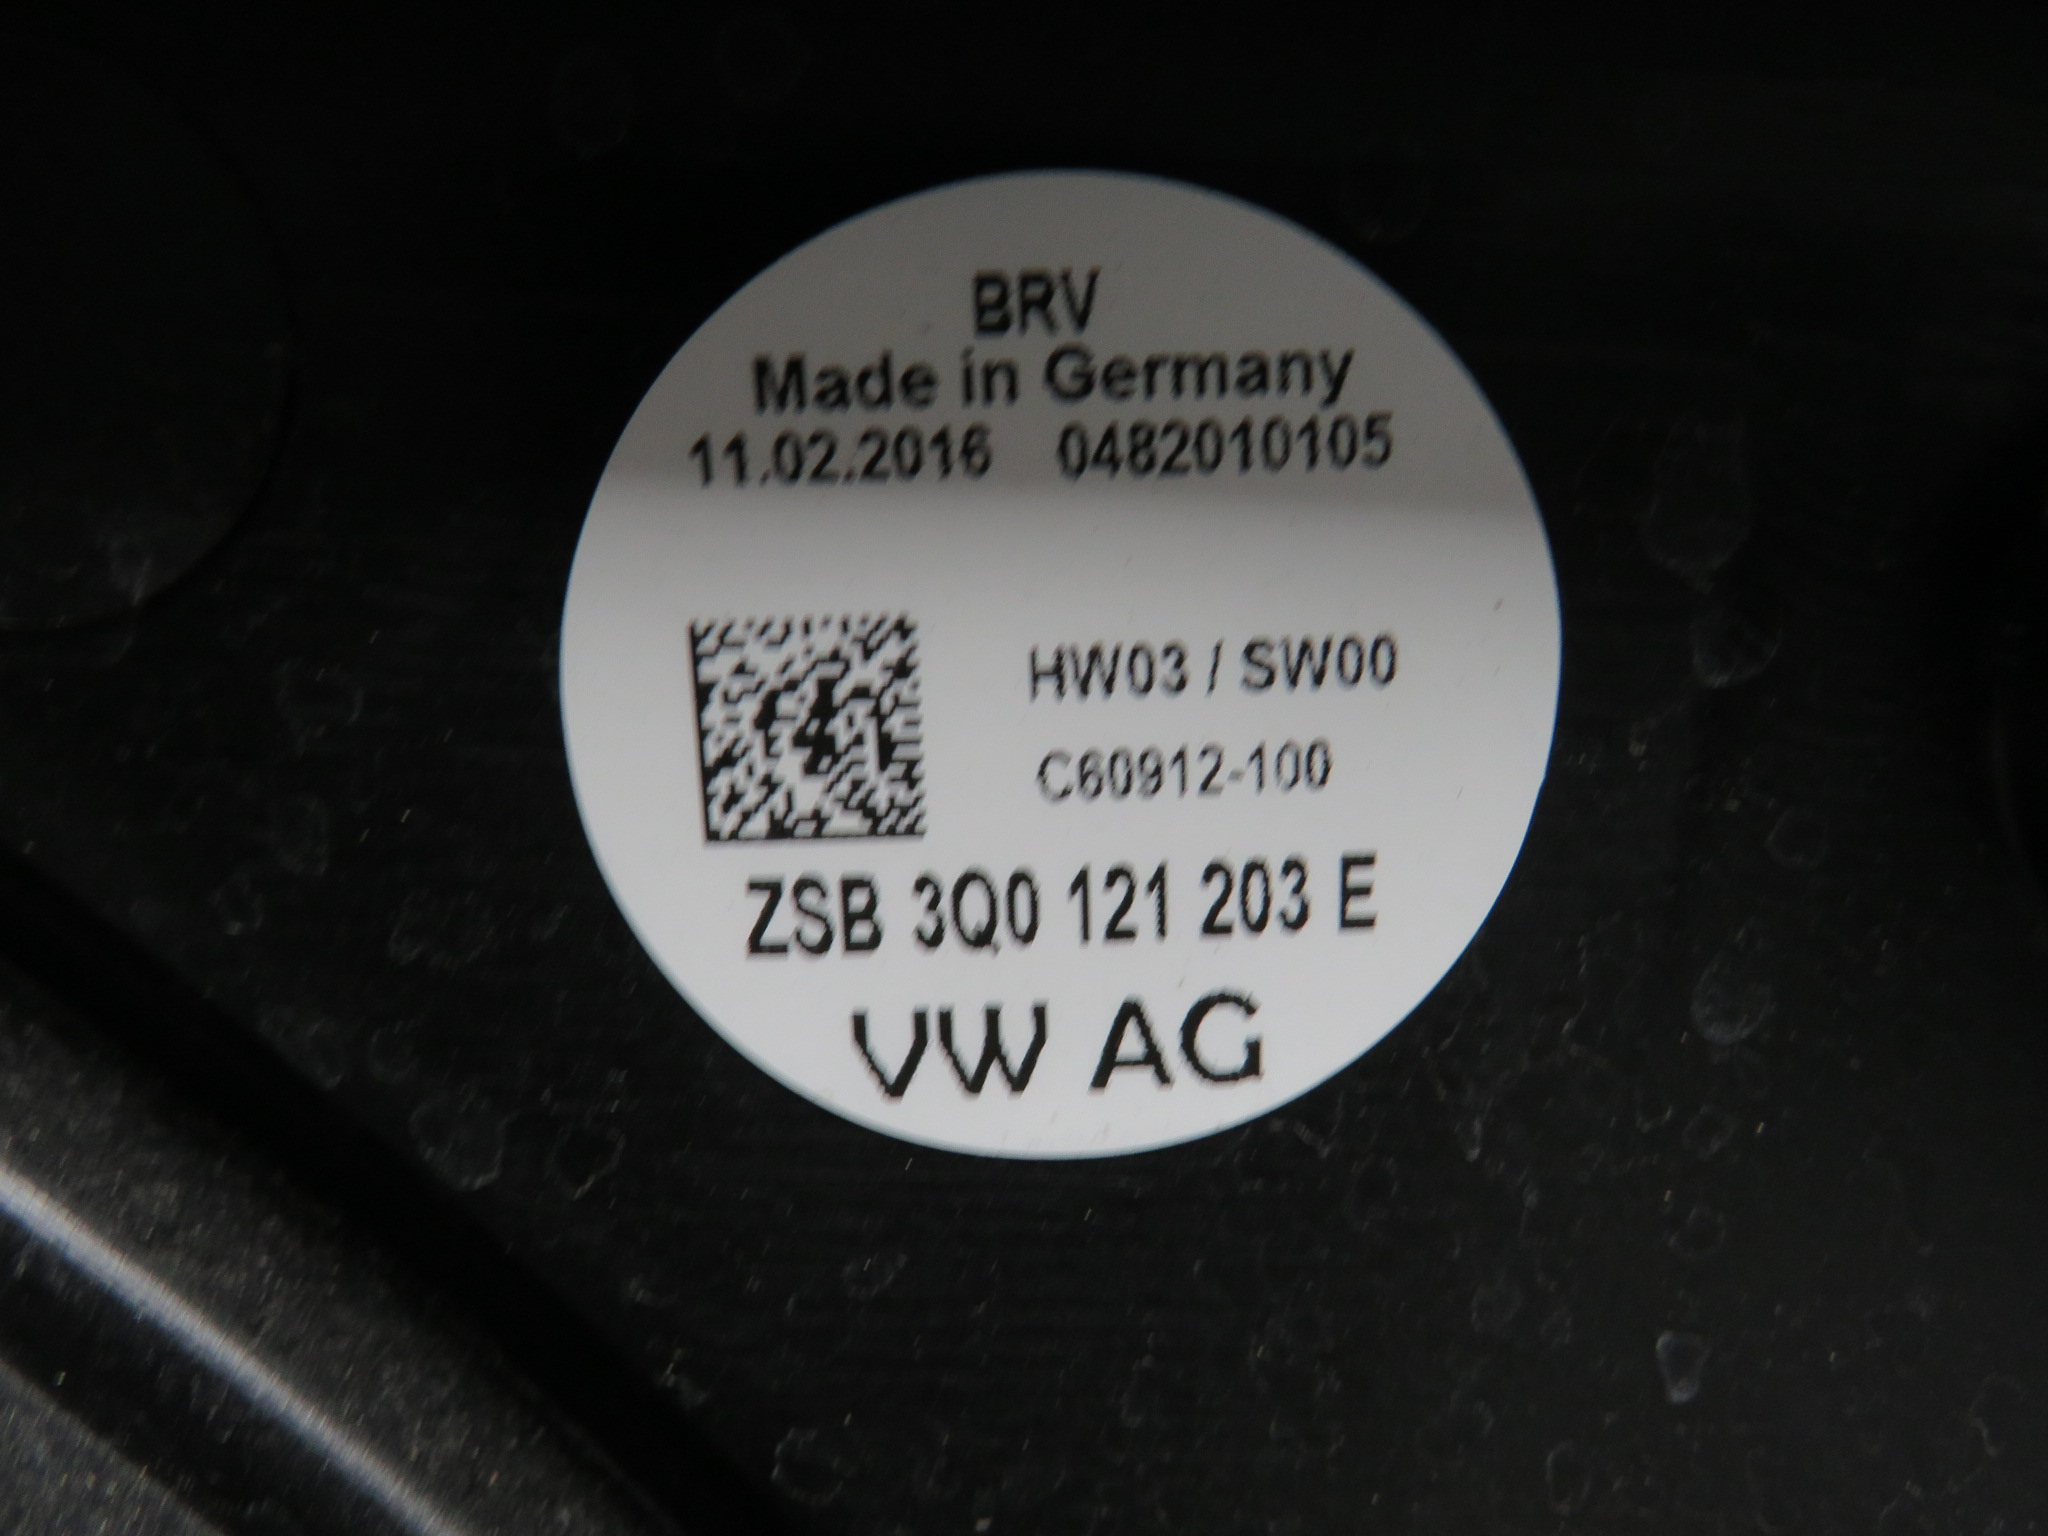 BRV
Made in Germany
11.02.2016 0482010105
HW03 / SW00
C60912-100
ZSB 3Q0 121 203 E
VW AG